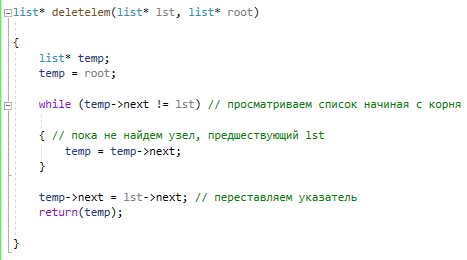 list* deletelem(list* lst, list* root)
{
list* temp;
temp = root;
while (temp->next != lst) // просматриваем список начиная с корня
{ // пока не найдем узел, предшествующий lst
temp = temp->next;
}
temp->next = lst->next; // переставляем указатель
return(temp);
}